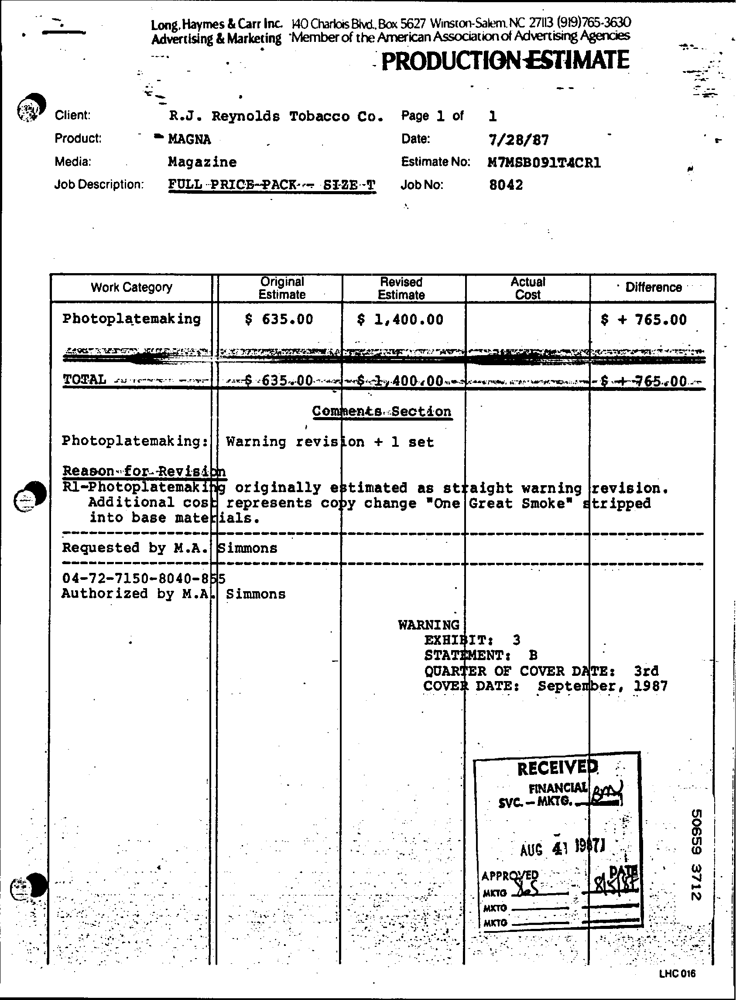 Long, Haymes & Carr Inc. 140 Charlois Blvd., Box 5627 Winston-Salem, NC 27113 (919)765-3630
Advertising & Marketing Member of the American Association of Advertising Agencies
PRODUCTION ESTIMATE
Client: R.J. Reynolds Tobacco Co. Page 1 of 1
Product: MAGNA Date: 7/28/87
Media: Magazine Estimate No: M7MSB091T4CR1
Job Description: FULL PRICE PACK -- SIZE T Job No: 8042
Work Category Original Estimate Revised Estimate Actual Cost Difference
Photoplatemaking $ 635.00 $ 1,400.00 $ + 765.00
TOTAL $ 635.00 $ 1,400.00 $ + 765.00
Comments Section
Photoplatemaking: Warning revision + 1 set
Reason for Revision
R1-Photoplatemaking originally estimated as straight warning revision.
Additional cost represents copy change "One Great Smoke" stripped
into base materials.
Requested by M.A. Simmons
04-72-7150-8040-855
Authorized by M.A. Simmons
WARNING
EXHIBIT: 3
STATEMENT: B
QUARTER OF COVER DATE: 3rd
COVER DATE: September, 1987
RECEIVED
FINANCIAL
SVC. - MKTG.
AUG 4 1987
APPROVED DATE
MKTG 8/5/87
MKTG
MKTG
50659 3712
LHC 016